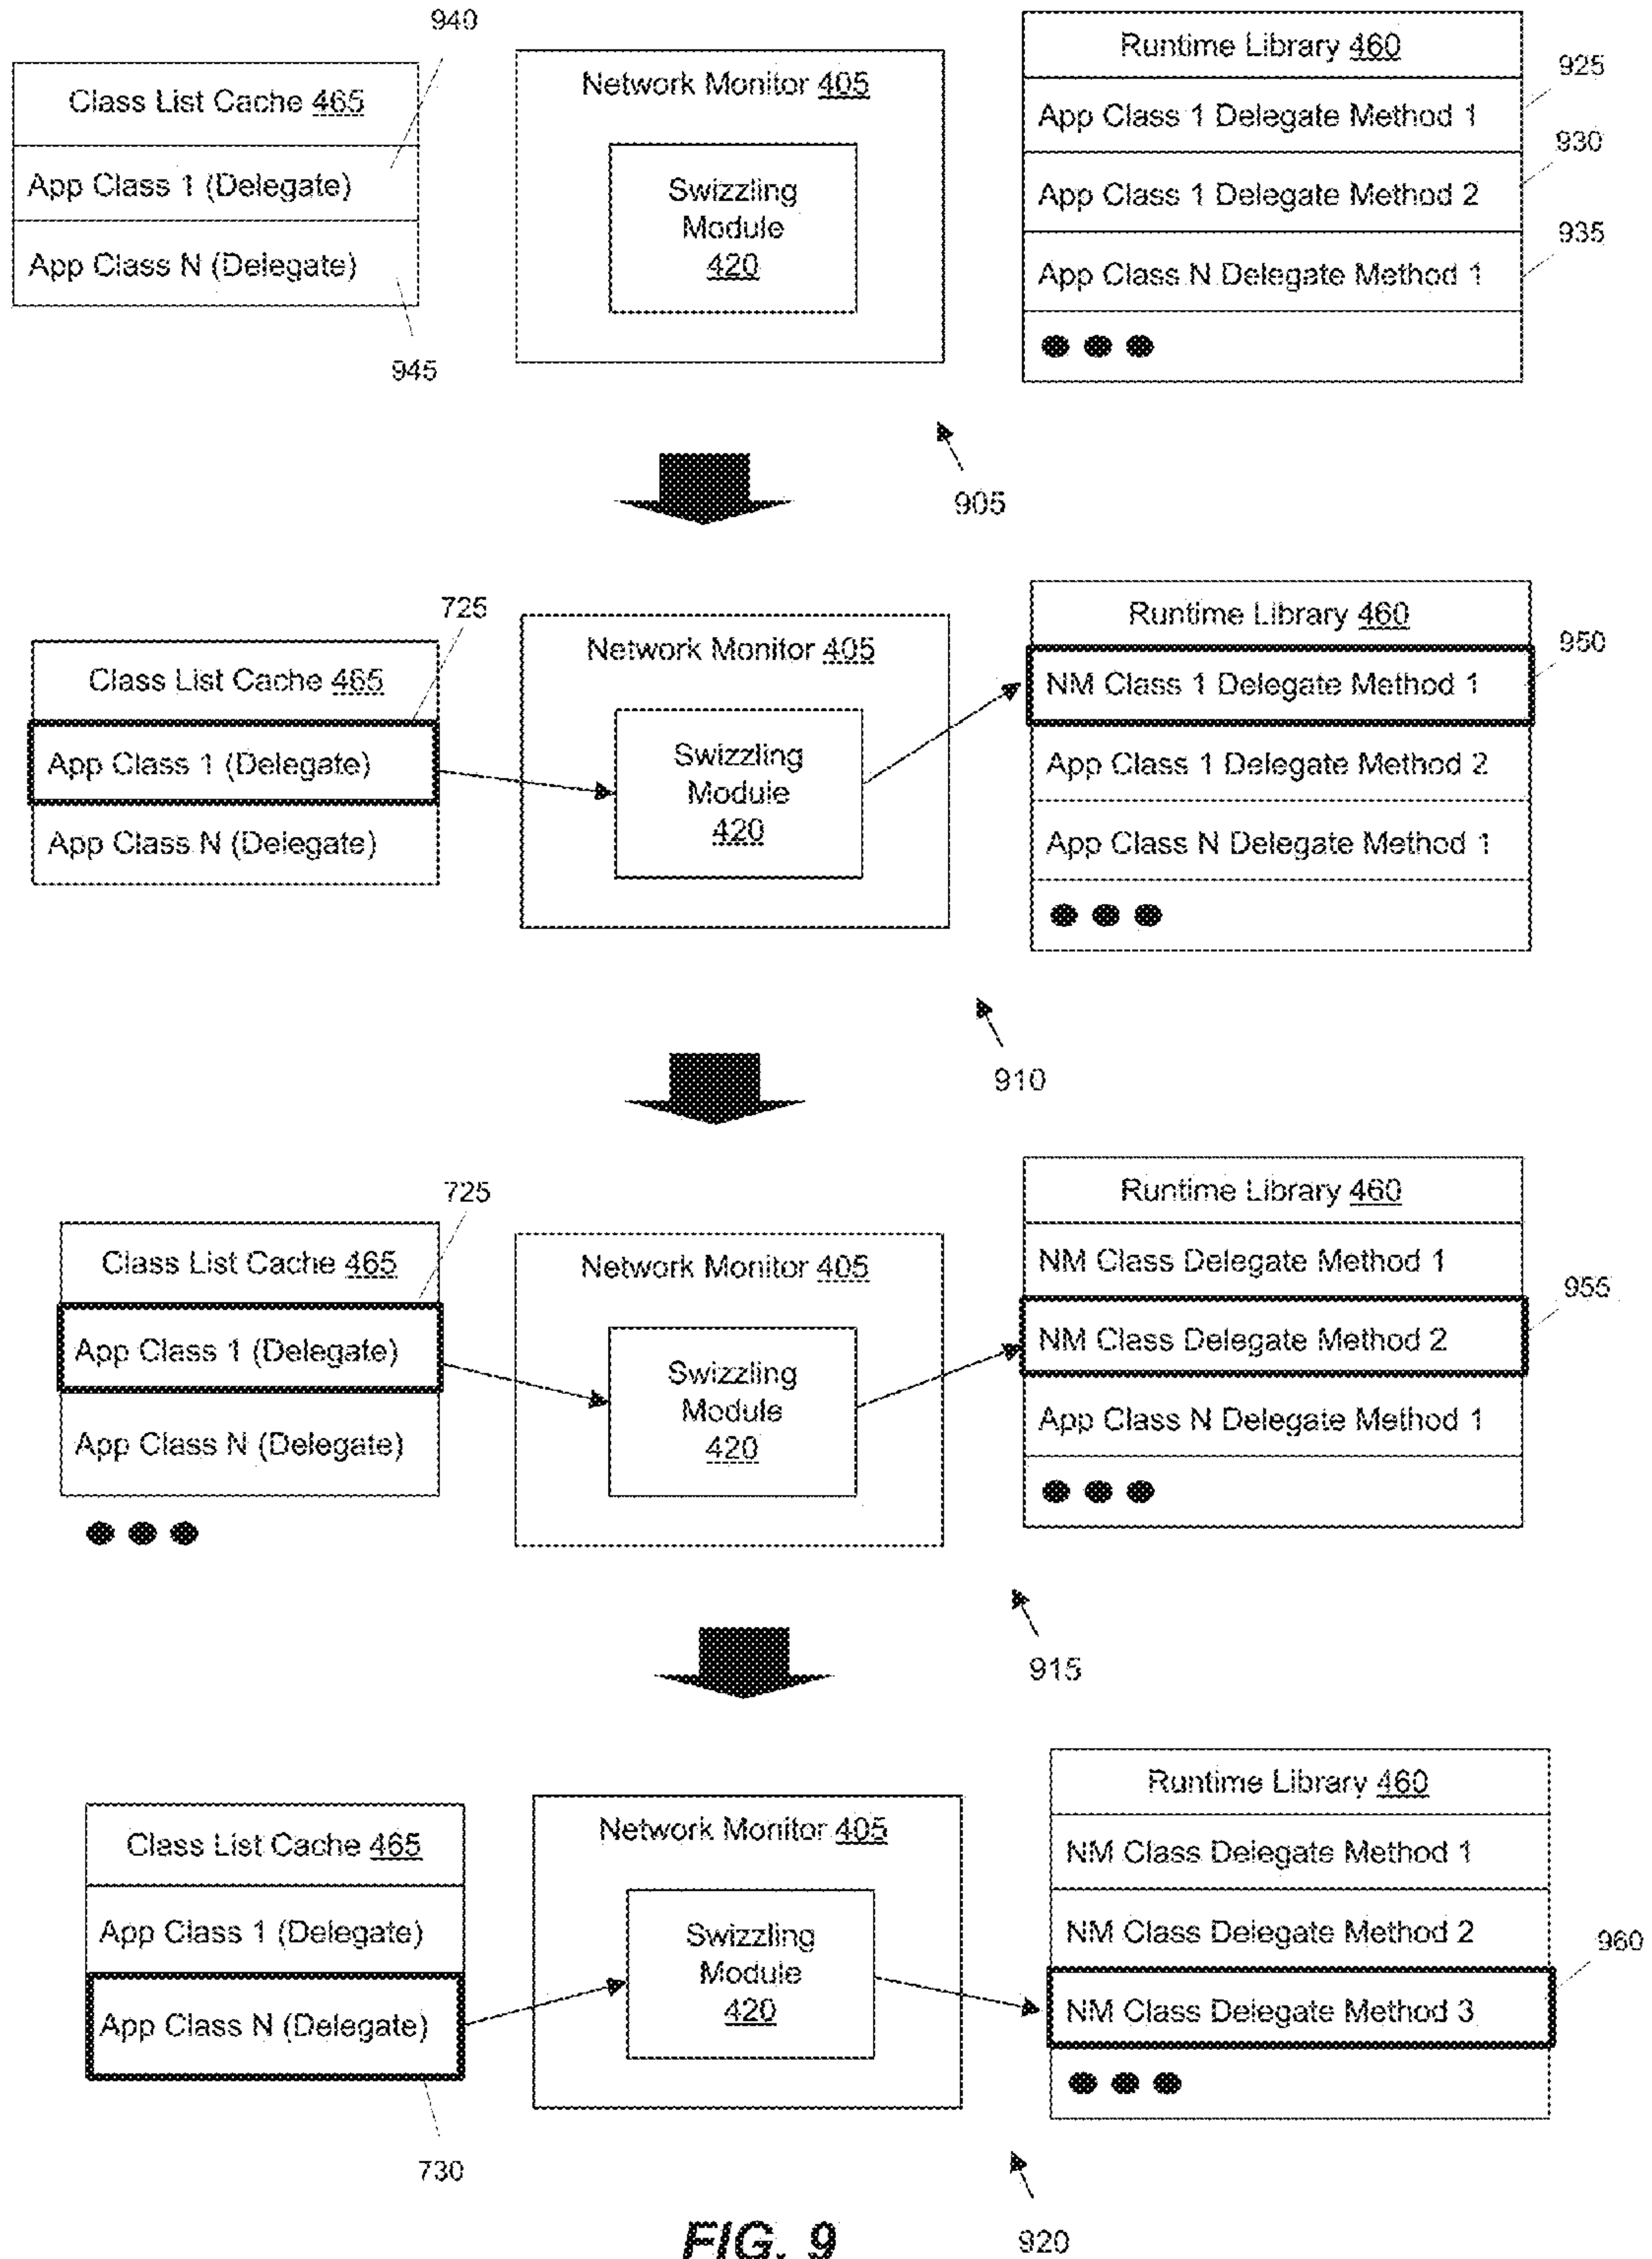 940
Class List Cache 465
App Class 1 (Delegate)
App Class N (Delegate)
945
Network Monitor 405
Swizzling
Module
420
Runtime Library 460
App Class 1 Delegate Method 1
App Class 1 Delegate Method 2
App Class N Delegate Method 1
925
930
935
905
725
Class List Cache 465
App Class 1 (Delegate)
App Class N (Delegate)
Network Monitor 405
Swizzling
Module
420
Runtime Library 460
NM Class 1 Delegate Method 1
App Class 1 Delegate Method 2
App Class N Delegate Method 1
950
910
725
Class List Cache 465
App Class 1 (Delegate)
App Class N (Delegate)
Network Monitor 405
Swizzling
Module
420
Runtime Library 460
NM Class Delegate Method 1
NM Class Delegate Method 2
App Class N Delegate Method 1
955
915
Class List Cache 465
App Class 1 (Delegate)
App Class N (Delegate)
730
Network Monitor 405
Swizzling
Module
420
Runtime Library 460
NM Class Delegate Method 1
NM Class Delegate Method 2
NM Class Delegate Method 3
960
920
FIG. 9